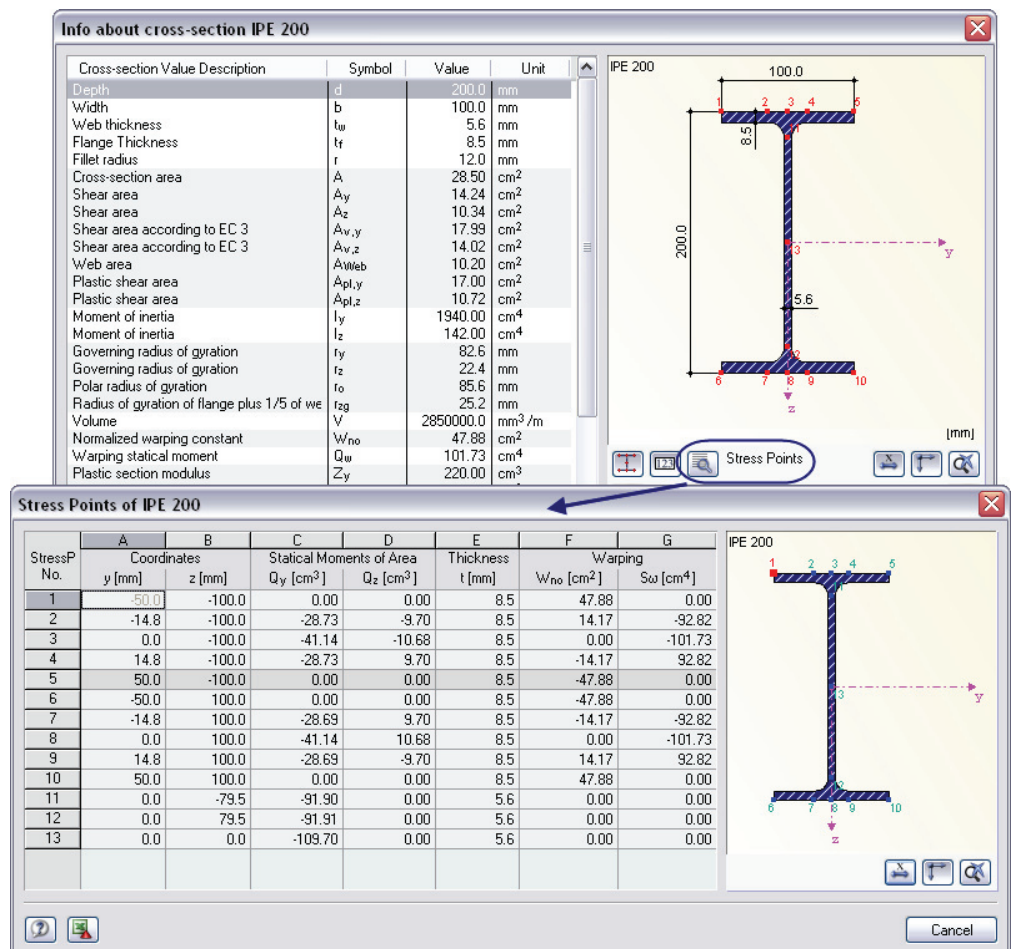 Info about cross-section IPE 200
Cross-section Value Description Symbol Value Unit
Depth d 200.0 mm
Width b 100.0 mm
Web thickness tw 5.6 mm
Flange Thickness tf 8.5 mm
Fillet radius r 12.0 mm
Cross-section area A 28.50 cm2
Shear area Ay 14.24 cm2
Shear area Az 10.34 cm2
Shear area according to EC 3 Av,y 17.99 cm2
Shear area according to EC 3 Av,z 14.02 cm2
Web area AWeb 10.20 cm2
Plastic shear area Apl,y 17.00 cm2
Plastic shear area Apl,z 10.72 cm2
Moment of inertia Iy 1940.00 cm4
Moment of inertia Iz 142.00 cm4
Governing radius of gyration ry 82.6 mm
Governing radius of gyration rz 22.4 mm
Polar radius of gyration ro 85.6 mm
Radius of gyration of flange plus 1/5 of we rzg 25.2 mm
Volume V 2850000.0 mm3/m
Normalized warping constant Wno 47.88 cm2
Warping statical moment Qw 101.73 cm4
Plastic section modulus Zy 220.00 cm3
IPE 200
100.0
1 2 3 4 5
8.5
1
200.0
3
y
5.6
2
6 7 8 9 10
z
[mm]
123
Stress Points
x
Stress Points of IPE 200
A B C D E F G
StressP Coordinates Statical Moments of Area Thickness Warping
No. y [mm] z [mm] Qy [cm3] Qz [cm3] t [mm] Wno [cm2] Sω [cm4]
1 -50.0 -100.0 0.00 0.00 8.5 47.88 0.00
2 -14.8 -100.0 -28.73 -9.70 8.5 14.17 -92.82
3 0.0 -100.0 -41.14 -10.68 8.5 0.00 -101.73
4 14.8 -100.0 -28.73 9.70 8.5 -14.17 92.82
5 50.0 -100.0 0.00 0.00 8.5 -47.88 0.00
6 -50.0 100.0 0.00 0.00 8.5 -47.88 0.00
7 -14.8 100.0 -28.69 9.70 8.5 -14.17 -92.82
8 0.0 100.0 -41.14 10.68 8.5 0.00 -101.73
9 14.8 100.0 -28.69 -9.70 8.5 14.17 92.82
10 50.0 100.0 0.00 0.00 8.5 47.88 0.00
11 0.0 -79.5 -91.90 0.00 5.6 0.00 0.00
12 0.0 79.5 -91.91 0.00 5.6 0.00 0.00
13 0.0 0.0 -109.70 0.00 5.6 0.00 0.00
IPE 200
1 2 3 4 5
1
3
y
2
6 7 8 9 10
z
x
Cancel